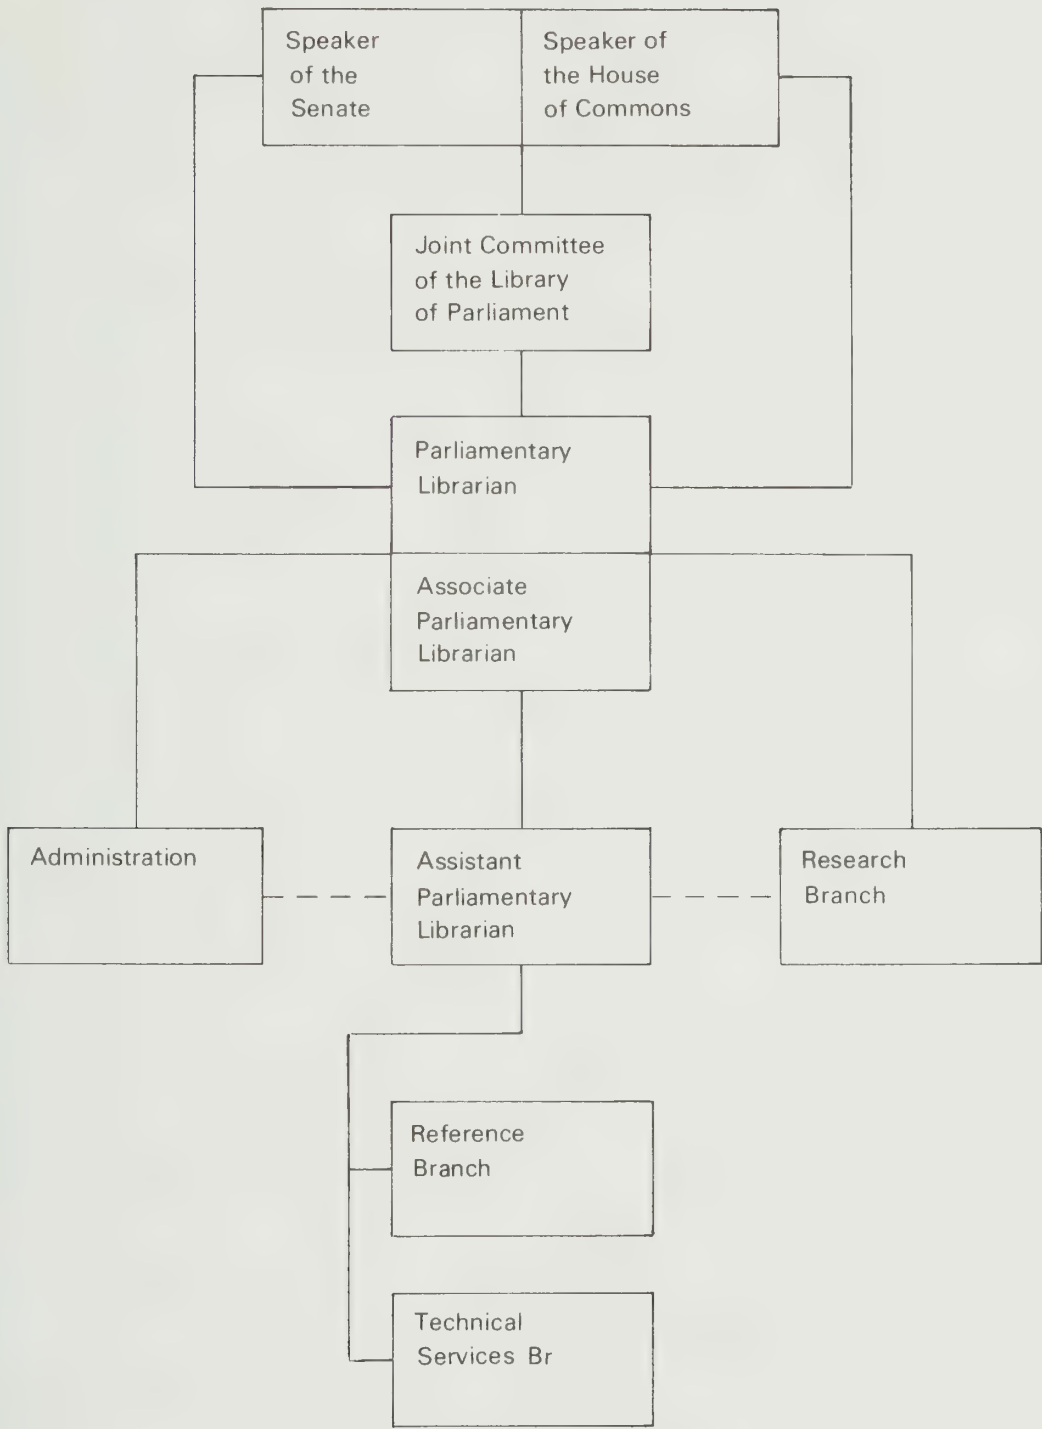 Speaker
of the
Senate
Speaker of
the House
of Commons
Joint Committee
of the Library
of Parliament
Parliamentary
Librarian
Associate
Parliamentary
Librarian
Administration
Assistant
Parliamentary
Librarian
Research
Branch
Reference
Branch
Technical
Services Br